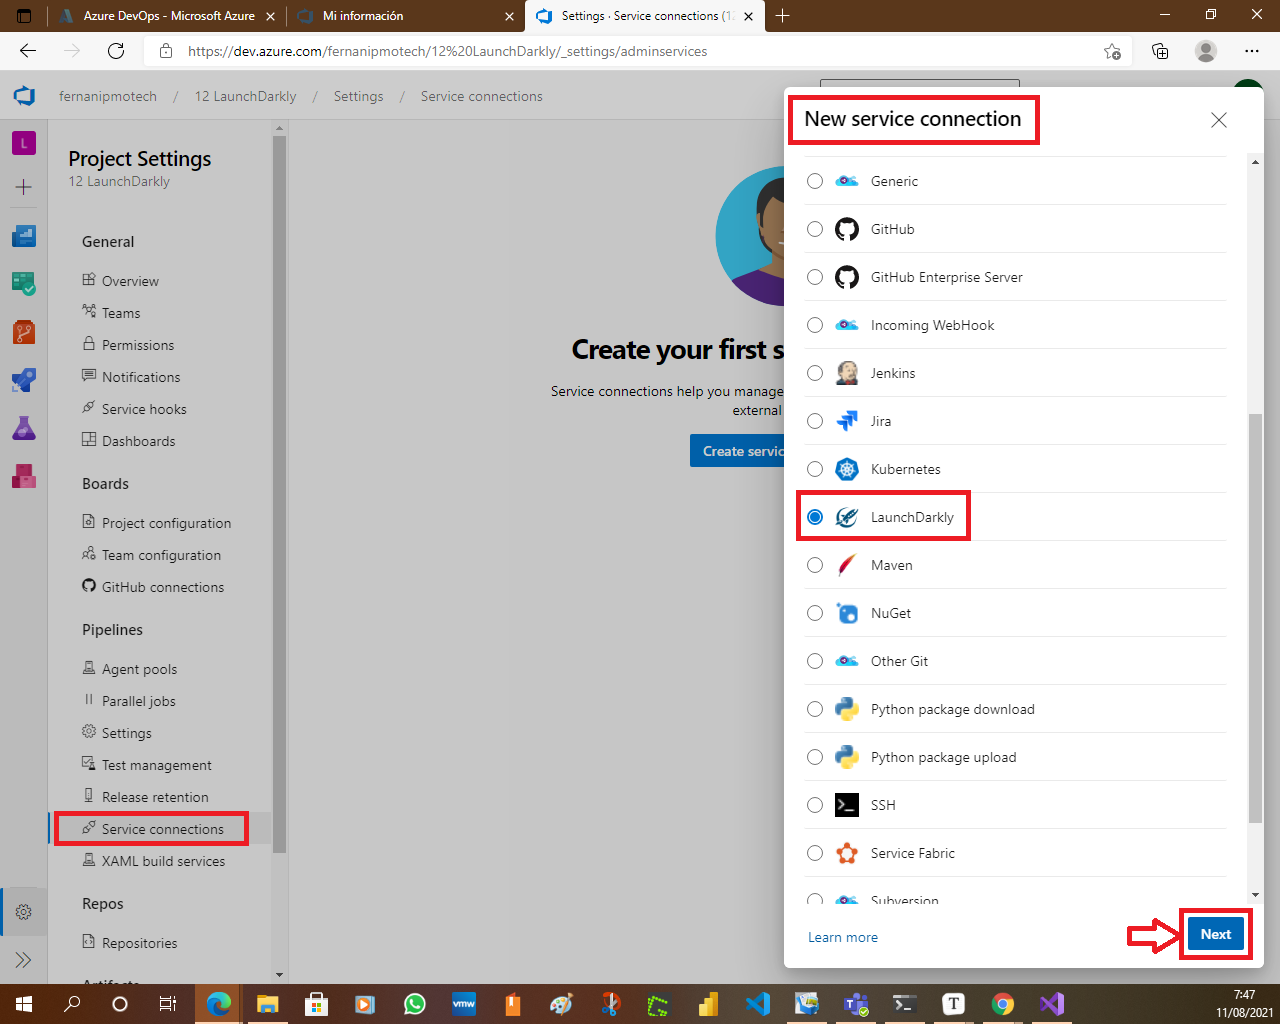 Azure DevOps - Microsoft Azure
Mi información
Settings · Service connections (12
https://dev.azure.com/fernanipmotech/12%20LaunchDarkly/_settings/adminservices
fernanipmotech / 12 LaunchDarkly / Settings / Service connections
L
Project Settings
12 LaunchDarkly
General
Overview
Teams
Permissions
Notifications
Service hooks
Dashboards
Boards
Project configuration
Team configuration
GitHub connections
Pipelines
Agent pools
Parallel jobs
Settings
Test management
Release retention
Service connections
XAML build services
Repos
Repositories
Artifacts
Create your first s
Service connections help you manage
external
Create servic
New service connection
Generic
GitHub
GitHub Enterprise Server
Incoming WebHook
Jenkins
Jira
Kubernetes
LaunchDarkly
Maven
NuGet
Other Git
Python package download
Python package upload
SSH
Service Fabric
Subversion
Learn more
Next
vmw
T
7:47
11/08/2021